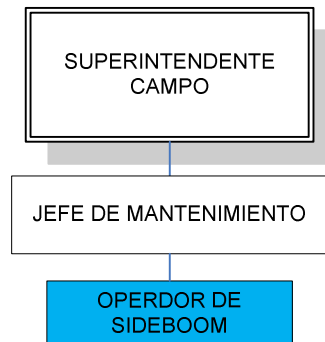 SUPERINTENDENTE
CAMPO
JEFE DE MANTENIMIENTO
OPERDOR DE
SIDEBOOM